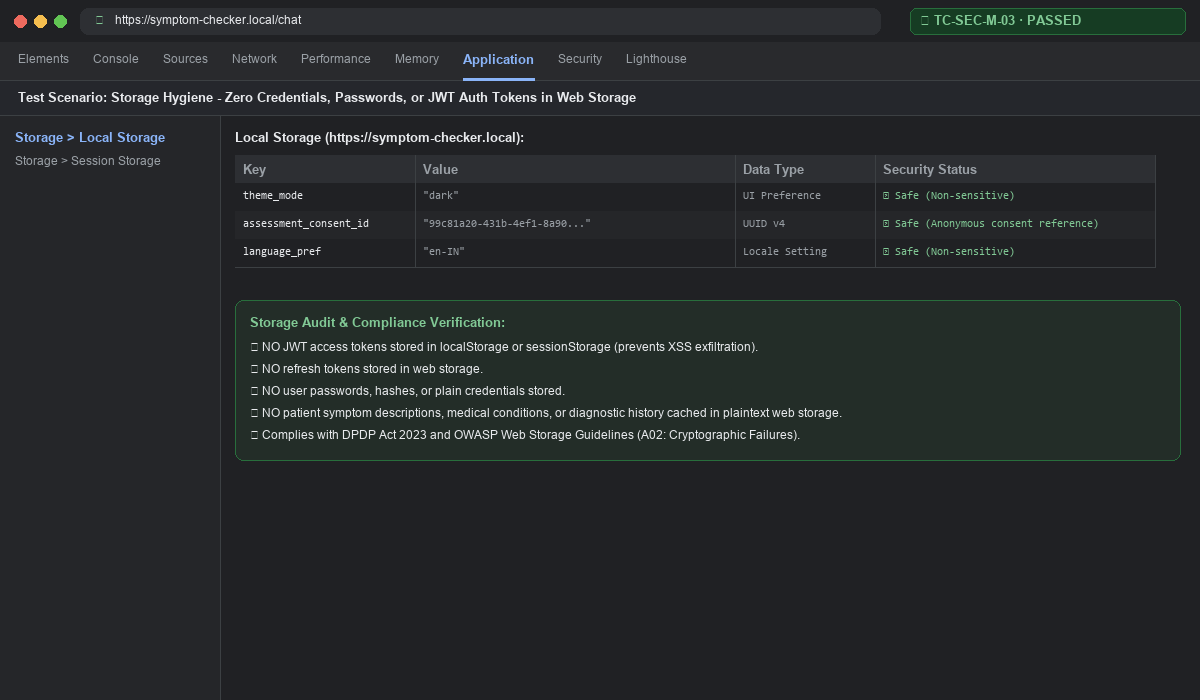 https://symptom-checker.local/chat
TC-SEC-M-03 · PASSED
Elements Console Sources Network Performance Memory Application Security Lighthouse
Test Scenario: Storage Hygiene - Zero Credentials, Passwords, or JWT Auth Tokens in Web Storage
Storage > Local Storage
Storage > Session Storage
Local Storage (https://symptom-checker.local):
Key Value Data Type Security Status
theme_mode "dark" UI Preference Safe (Non-sensitive)
assessment_consent_id "99c81a20-431b-4ef1-8a90..." UUID v4 Safe (Anonymous consent reference)
language_pref "en-IN" Locale Setting Safe (Non-sensitive)
Storage Audit & Compliance Verification:
NO JWT access tokens stored in localStorage or sessionStorage (prevents XSS exfiltration).
NO refresh tokens stored in web storage.
NO user passwords, hashes, or plain credentials stored.
NO patient symptom descriptions, medical conditions, or diagnostic history cached in plaintext web storage.
Complies with DPDP Act 2023 and OWASP Web Storage Guidelines (A02: Cryptographic Failures).